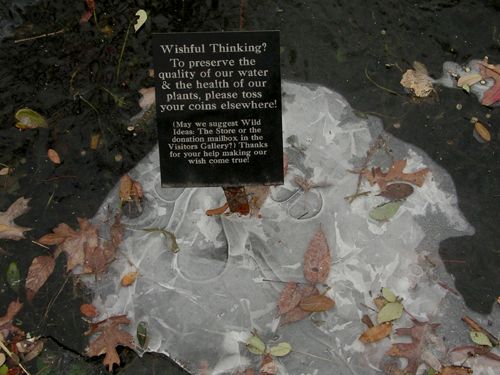 Wishful Thinking?
To preserve the
quality of our water
& the health of our
plants, please toss
your coins elsewhere!
(May we suggest Wild
Ideas: The Store or the
donation mailbox in the
Visitors Gallery?) Thanks
for your help making our
wish come true!